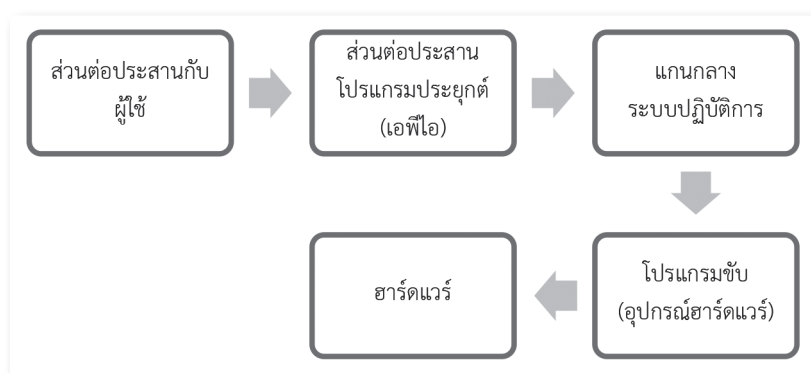 ส่วนต่อประสานกับ
ผู้ใช้
ส่วนต่อประสาน
โปรแกรมประยุกต์
(เอพีไอ)
แกนกลาง
ระบบปฏิบัติการ
โปรแกรมขับ
(อุปกรณ์ฮาร์ดแวร์)
ฮาร์ดแวร์